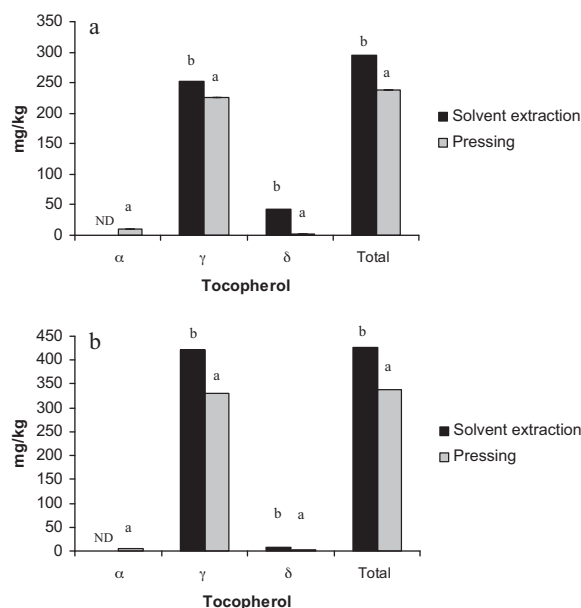 a
350
300
250
200
150
100
50
0
mg/kg
ND
a
b
a
b
a
b
a
α
γ
δ
Total
Tocopherol
Solvent extraction
Pressing
b
450
400
350
300
250
200
150
100
50
0
mg/kg
ND
a
b
a
b
a
b
a
α
γ
δ
Total
Tocopherol
Solvent extraction
Pressing